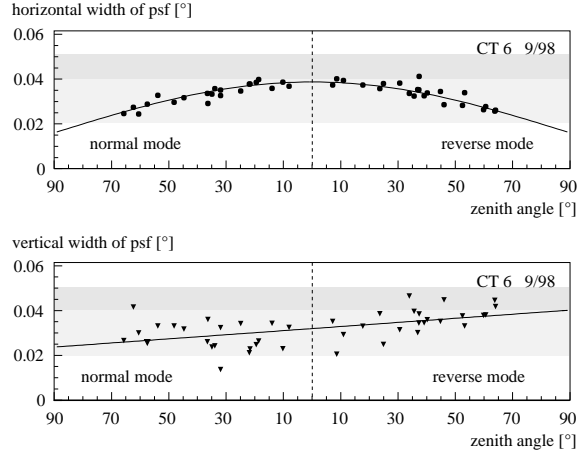 horizontal width of psf [°]
0.06
CT 6 9/98
0.04
0.02
normal mode
reverse mode
0
90 70 50 30 10 10 30 50 70 90
zenith angle [°]
vertical width of psf [°]
0.06
CT 6 9/98
0.04
0.02
normal mode
reverse mode
0
90 70 50 30 10 10 30 50 70 90
zenith angle [°]